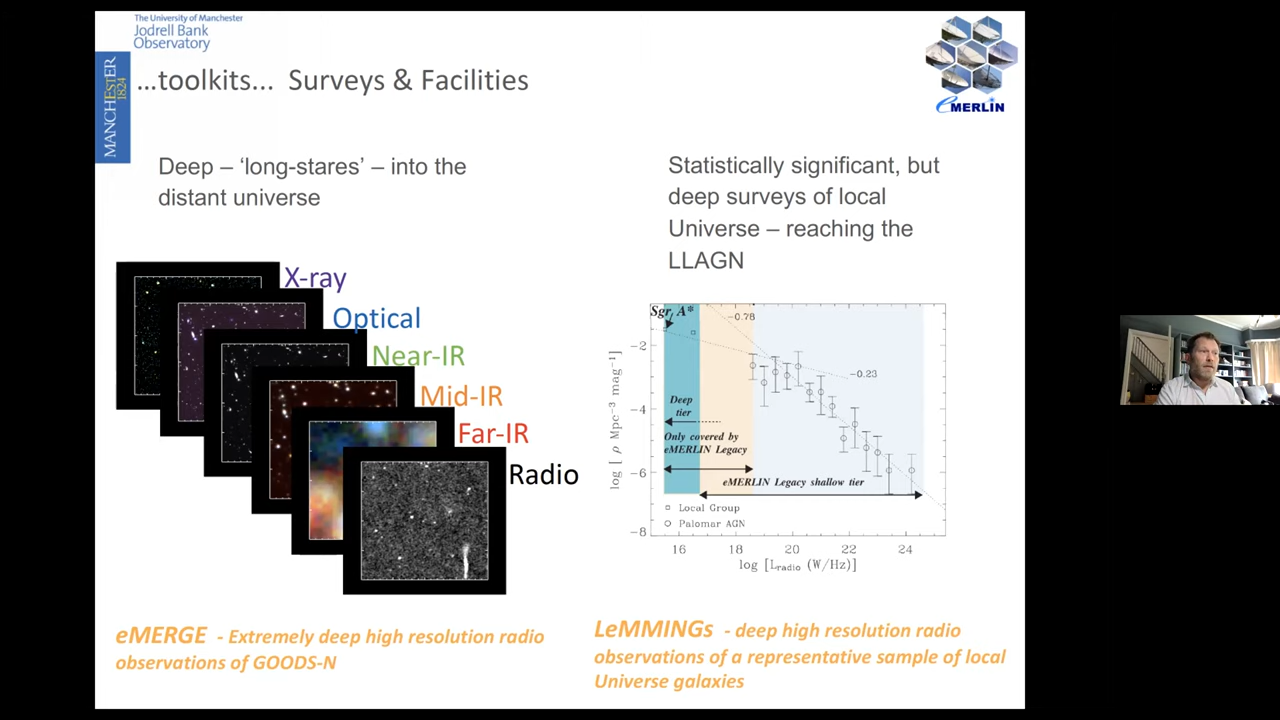 The University of Manchester
Jodrell Bank
Observatory
MANCHESTER
1824
...toolkits... Surveys & Facilities
eMERLIN
Deep – ‘long-stares’ – into the
distant universe
X-ray
Optical
Near-IR
Mid-IR
Far-IR
Radio
eMERGE - Extremely deep high resolution radio
observations of GOODS-N
Statistically significant, but
deep surveys of local
Universe – reaching the
LLAGN
Sgr A*
-0.78
-0.23
Deep
tier
Only covered by
eMERLIN Legacy
eMERLIN Legacy shallow tier
Local Group
Palomar AGN
-2
-4
-6
-8
log [ ρ Mpc⁻³ mag⁻¹]
16 18 20 22 24
log [Lradio (W/Hz)]
LeMMINGs - deep high resolution radio
observations of a representative sample of local
Universe galaxies